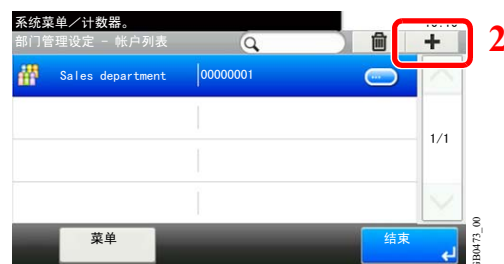 系统菜单／计数器。
部门管理设定 - 帐户列表
+
2
Sales department 00000001
1/1
菜单
结束
GB0473_00